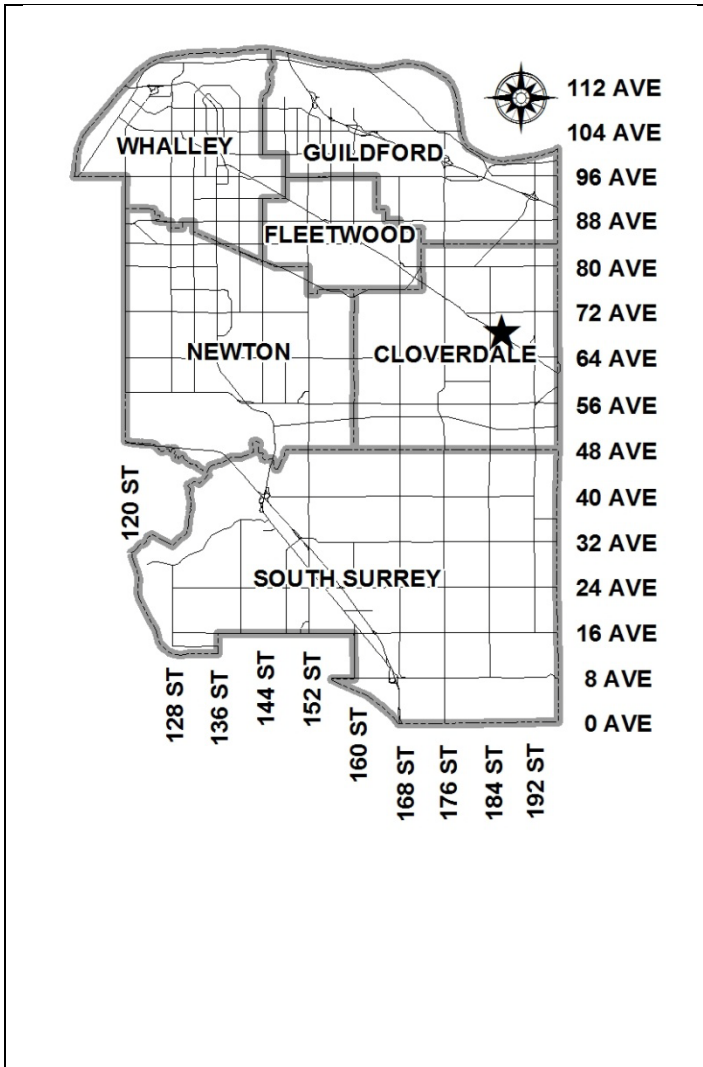 112 AVE
104 AVE
WHALLEY
GUILDFORD
96 AVE
88 AVE
FLEETWOOD
80 AVE
72 AVE
NEWTON
CLOVERDALE
64 AVE
56 AVE
48 AVE
120 ST
40 AVE
32 AVE
SOUTH SURREY
24 AVE
16 AVE
8 AVE
0 AVE
128 ST
136 ST
144 ST
152 ST
160 ST
168 ST
176 ST
184 ST
192 ST